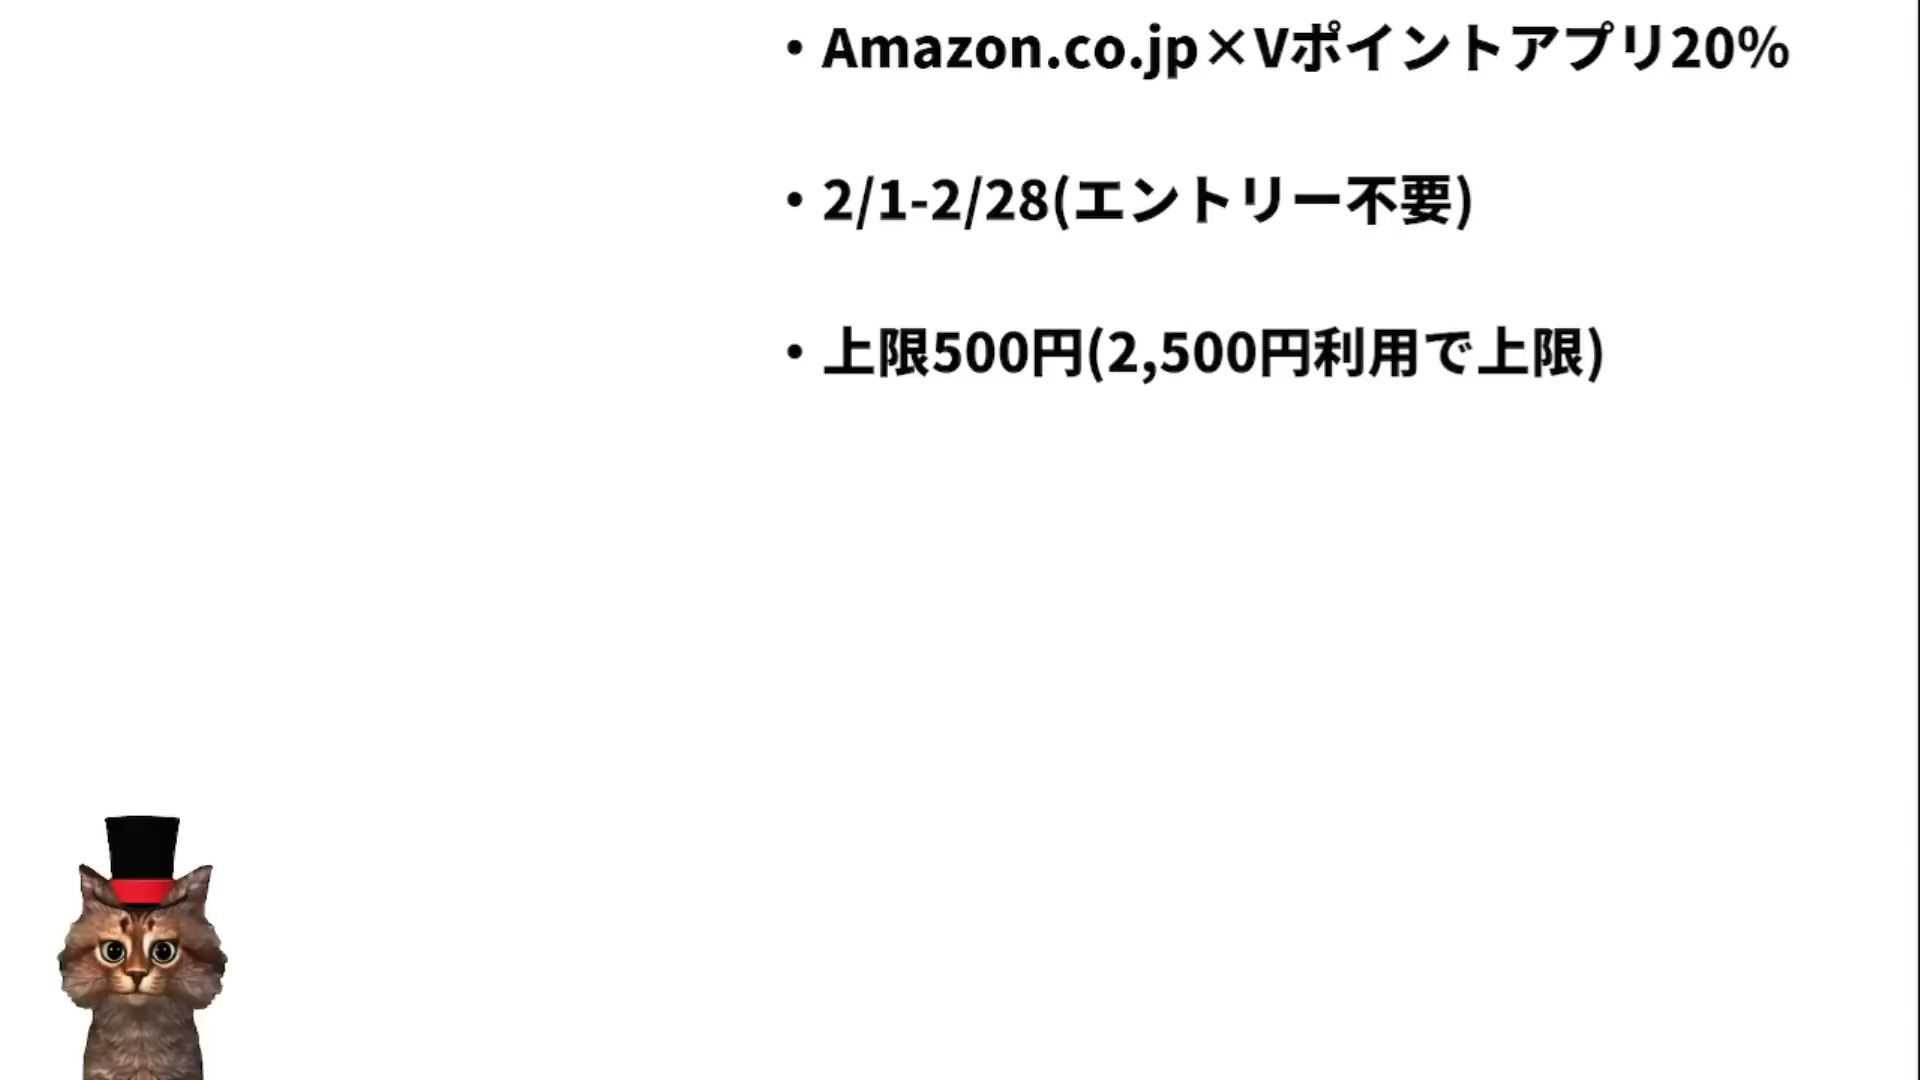 ・Amazon.co.jp×Vポイントアプリ20%
・2/1-2/28(エントリー不要)
・上限500円(2,500円利用で上限)